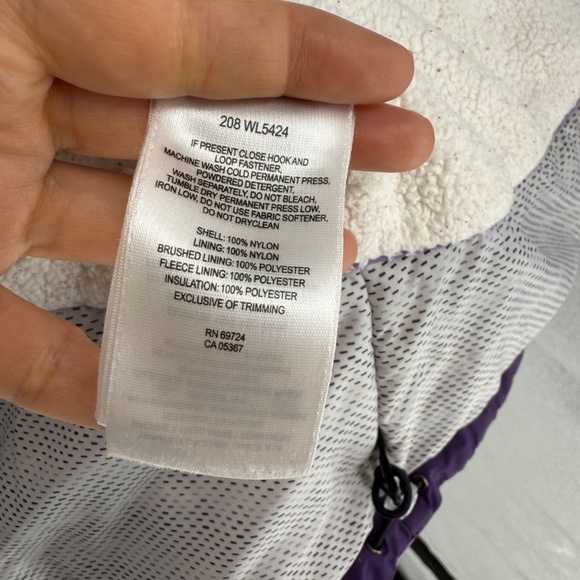 208 WL5424
IF PRESENT CLOSE HOOK AND
LOOP FASTENER.
MACHINE WASH COLD PERMANENT PRESS,
POWDERED DETERGENT.
WASH SEPARATELY. DO NOT BLEACH.
TUMBLE DRY PERMANENT PRESS LOW.
IRON LOW. DO NOT USE FABRIC SOFTENER.
DO NOT DRYCLEAN
SHELL: 100% NYLON
LINING: 100% NYLON
BRUSHED LINING: 100% POLYESTER
FLEECE LINING: 100% POLYESTER
INSULATION: 100% POLYESTER
EXCLUSIVE OF TRIMMING
RN 69724
CA 05367